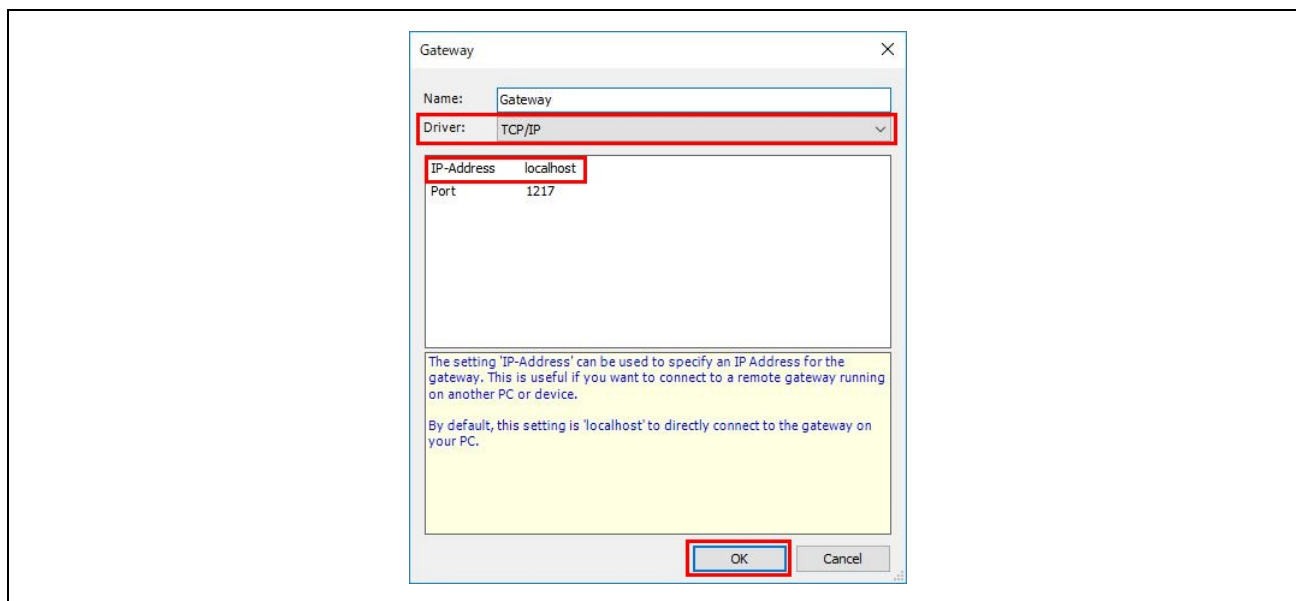 Gateway
Name: Gateway
Driver: TCP/IP
IP-Address localhost
Port 1217
The setting 'IP-Address' can be used to specify an IP Address for the
gateway. This is useful if you want to connect to a remote gateway running
on another PC or device.
By default, this setting is 'localhost' to directly connect to the gateway on
your PC.
OK Cancel